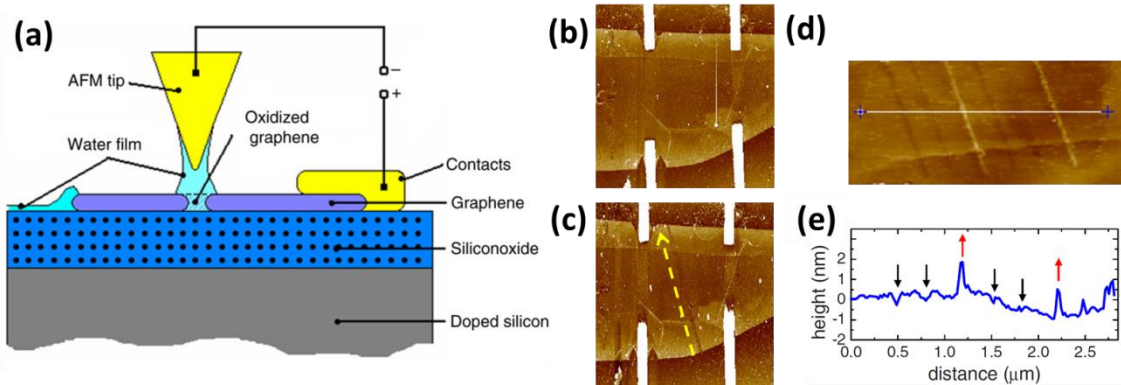 (a)
AFM tip
−
+
Oxidized
graphene
Water film
Contacts
Graphene
Siliconoxide
Doped silicon
(b)
(c)
(d)
(e)
height (nm)
2
1
0
-1
-2
0.0 0.5 1.0 1.5 2.0 2.5
distance (μm)